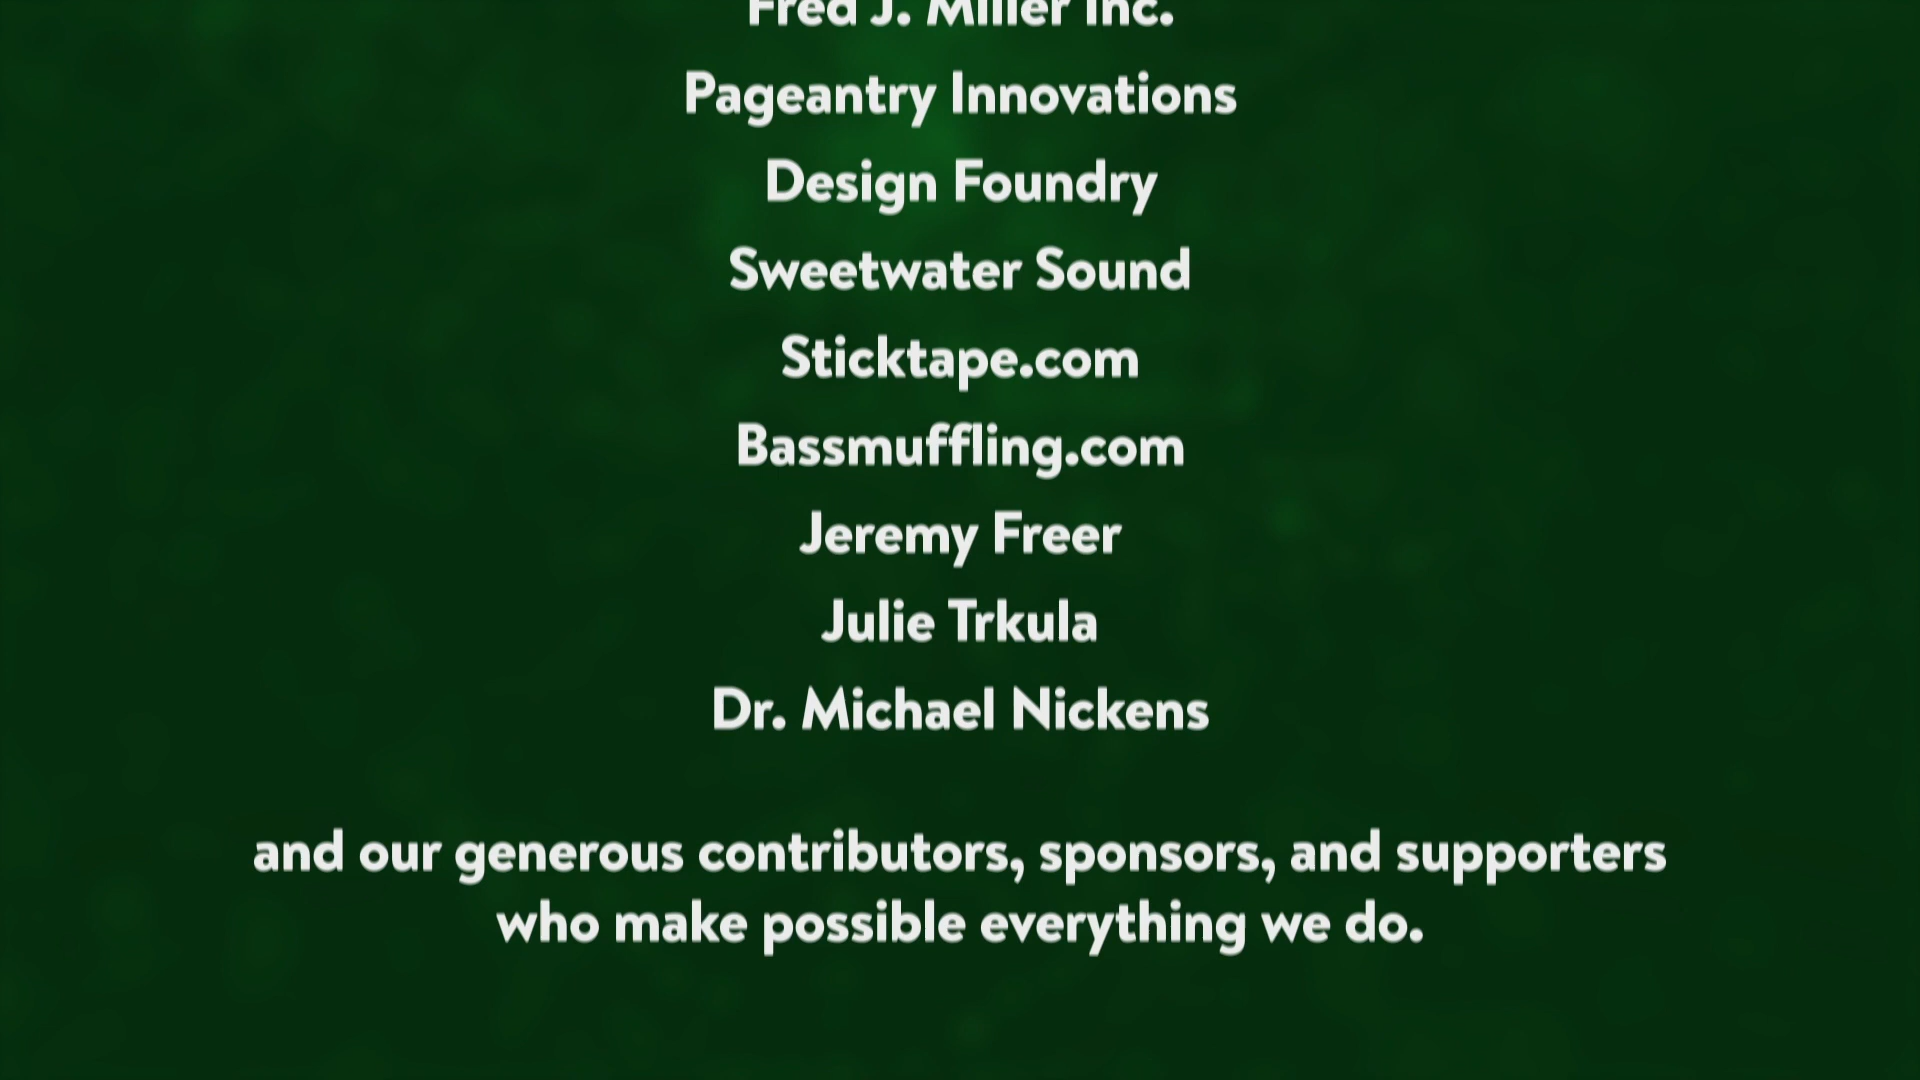 Fred J. Miller Inc.
Pageantry Innovations
Design Foundry
Sweetwater Sound
Sticktape.com
Bassmuffling.com
Jeremy Freer
Julie Trkula
Dr. Michael Nickens
and our generous contributors, sponsors, and supporters
who make possible everything we do.